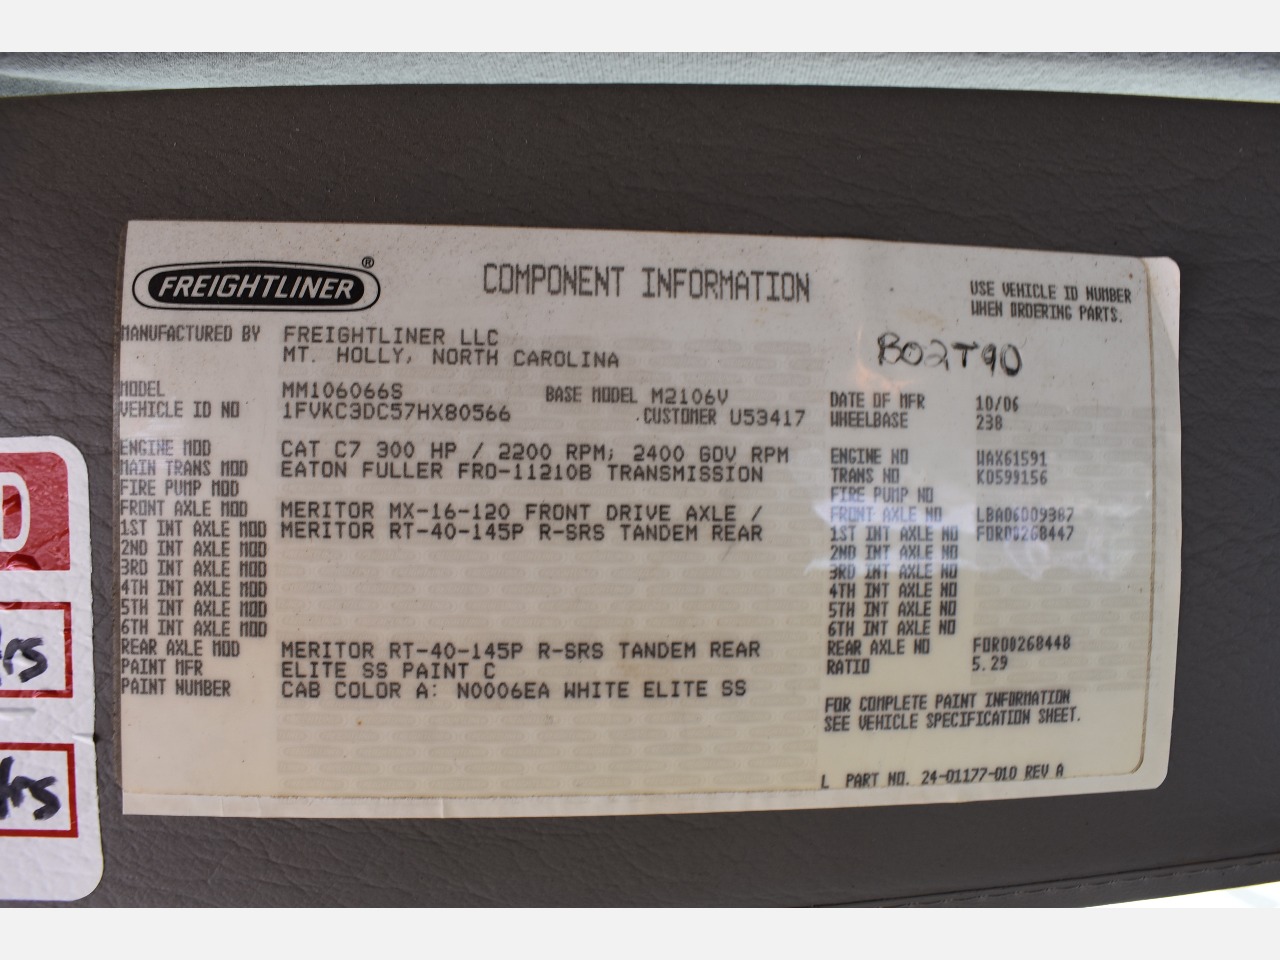 FREIGHTLINER®
COMPONENT INFORMATION
USE VEHICLE ID NUMBER
WHEN ORDERING PARTS.
MANUFACTURED BY FREIGHTLINER LLC
MT. HOLLY, NORTH CAROLINA
B02T90
MODEL MM106066S BASE MODEL M2106V DATE OF MFR 10/06
VEHICLE ID NO 1FVKC3DC57HX80566 CUSTOMER U53417 WHEELBASE 238
ENGINE MOD CAT C7 300 HP / 2200 RPM; 2400 GOV RPM ENGINE NO WAX61591
MAIN TRANS MOD EATON FULLER FRO-11210B TRANSMISSION TRANS NO K0599156
FIRE PUMP MOD FIRE PUMP NO
FRONT AXLE MOD MERITOR MX-16-120 FRONT DRIVE AXLE / FRONT AXLE NO LBA06009387
1ST INT AXLE MOD MERITOR RT-40-145P R-SRS TANDEM REAR 1ST INT AXLE NO FOR00268447
2ND INT AXLE MOD 2ND INT AXLE NO
3RD INT AXLE MOD 3RD INT AXLE NO
4TH INT AXLE MOD 4TH INT AXLE NO
5TH INT AXLE MOD 5TH INT AXLE NO
6TH INT AXLE MOD 6TH INT AXLE NO
REAR AXLE MOD MERITOR RT-40-145P R-SRS TANDEM REAR REAR AXLE NO FOR00268448
PAINT MFR ELITE SS PAINT C RATIO 5.29
PAINT NUMBER CAB COLOR A: N0006EA WHITE ELITE SS
FOR COMPLETE PAINT INFORMATION
SEE VEHICLE SPECIFICATION SHEET.
L PART NO. 24-01177-010 REV A